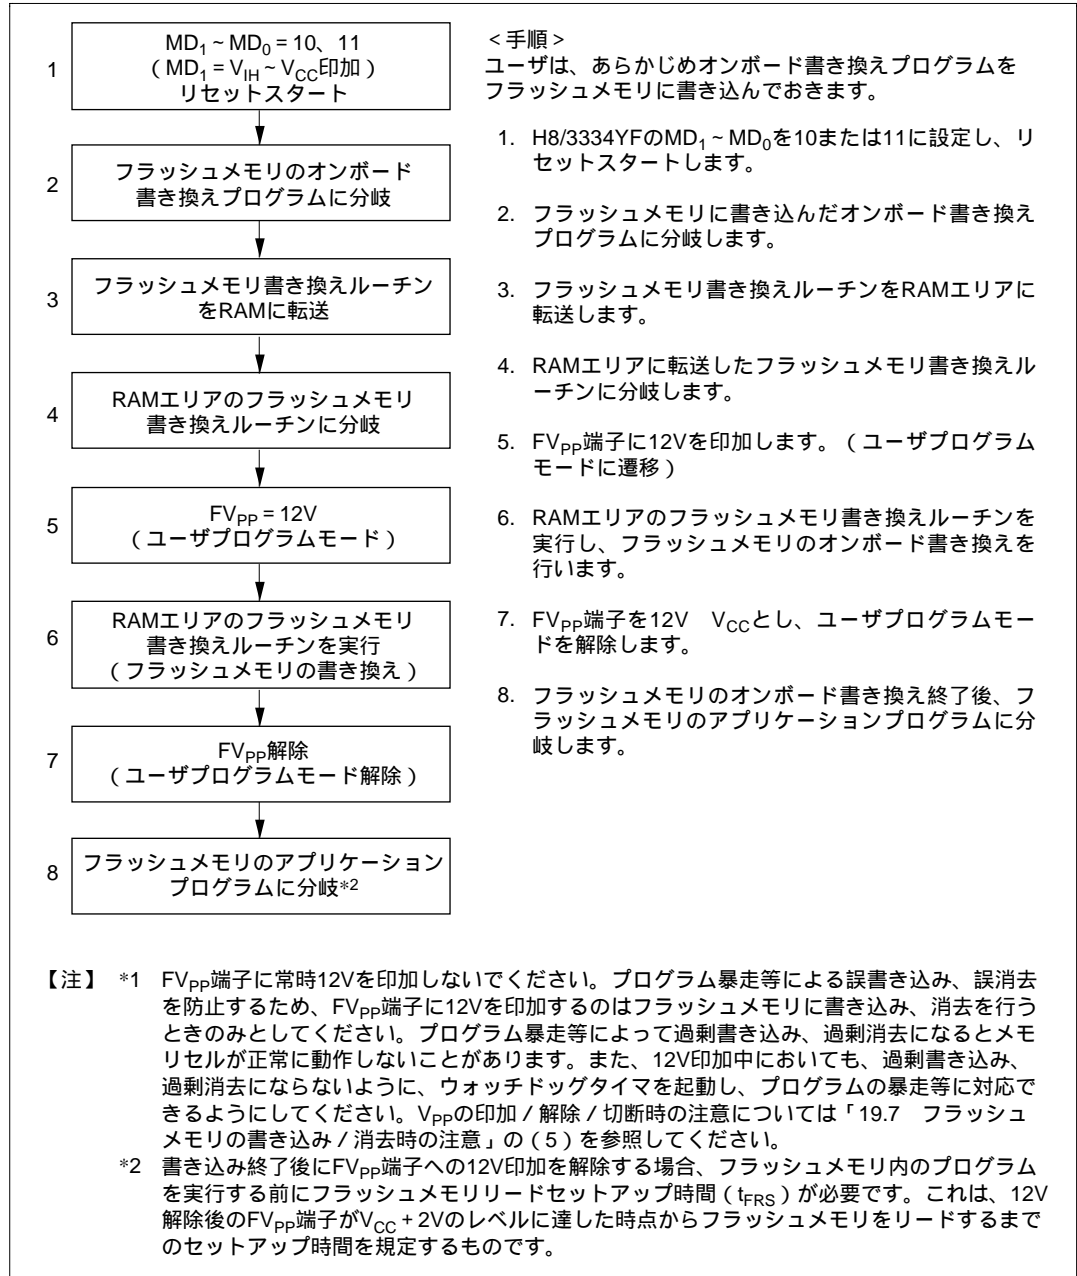 1
MD₁ ~ MD₀ = 10、11
（MD₁ = V_IH ~ V_CC印加）
リセットスタート
2
フラッシュメモリのオンボード
書き換えプログラムに分岐
3
フラッシュメモリ書き換えルーチン
をRAMに転送
4
RAMエリアのフラッシュメモリ
書き換えルーチンに分岐
5
FV_PP = 12V
（ユーザプログラムモード）
6
RAMエリアのフラッシュメモリ
書き換えルーチンを実行
（フラッシュメモリの書き換え）
7
FV_PP解除
（ユーザプログラムモード解除）
8
フラッシュメモリのアプリケーション
プログラムに分岐*2
＜手順＞
ユーザは、あらかじめオンボード書き換えプログラムを
フラッシュメモリに書き込んでおきます。
1. H8/3334YFのMD₁ ~ MD₀を10または11に設定し、リ
セットスタートします。
2. フラッシュメモリに書き込んだオンボード書き換え
プログラムに分岐します。
3. フラッシュメモリ書き換えルーチンをRAMエリアに
転送します。
4. RAMエリアに転送したフラッシュメモリ書き換えル
ーチンに分岐します。
5. FV_PP端子に12Vを印加します。（ユーザプログラム
モードに遷移）
6. RAMエリアのフラッシュメモリ書き換えルーチンを
実行し、フラッシュメモリのオンボード書き換えを
行います。
7. FV_PP端子を12V　V_CCとし、ユーザプログラムモー
ドを解除します。
8. フラッシュメモリのオンボード書き換え終了後、フ
ラッシュメモリのアプリケーションプログラムに分
岐します。
【注】 *1 FV_PP端子に常時12Vを印加しないでください。プログラム暴走等による誤書き込み、誤消去
を防止するため、FV_PP端子に12Vを印加するのはフラッシュメモリに書き込み、消去を行う
ときのみとしてください。プログラム暴走等によって過剰書き込み、過剰消去になるとメモ
リセルが正常に動作しないことがあります。また、12V印加中においても、過剰書き込み、
過剰消去にならないように、ウォッチドッグタイマを起動し、プログラムの暴走等に対応で
きるようにしてください。V_PPの印加／解除／切断時の注意については「19.7　フラッシュ
メモリの書き込み／消去時の注意」の（5）を参照してください。
*2 書き込み終了後にFV_PP端子への12V印加を解除する場合、フラッシュメモリ内のプログラム
を実行する前にフラッシュメモリリードセットアップ時間（t_FRS）が必要です。これは、12V
解除後のFV_PP端子がV_CC + 2Vのレベルに達した時点からフラッシュメモリをリードするまで
のセットアップ時間を規定するものです。